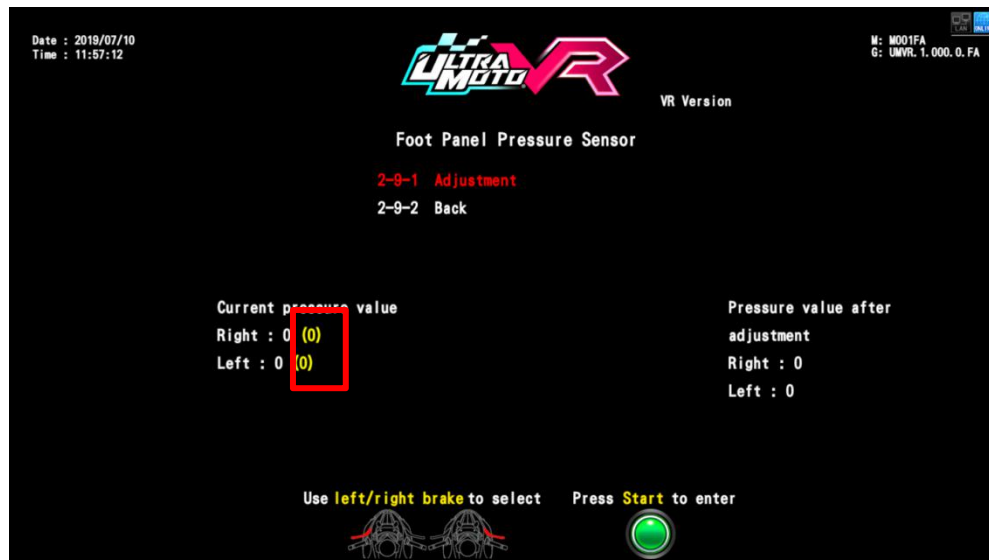 Date : 2019/07/10
Time : 11:57:12
ULTRA
MOTO
VR
VR Version
LAN
M: M001FA
G: UMVR.1.000.0.FA
Foot Panel Pressure Sensor
2-9-1 Adjustment
2-9-2 Back
Current pressure value
Right : 0 (0)
Left : 0 (0)
Pressure value after
adjustment
Right : 0
Left : 0
Use left/right brake to select
Press Start to enter